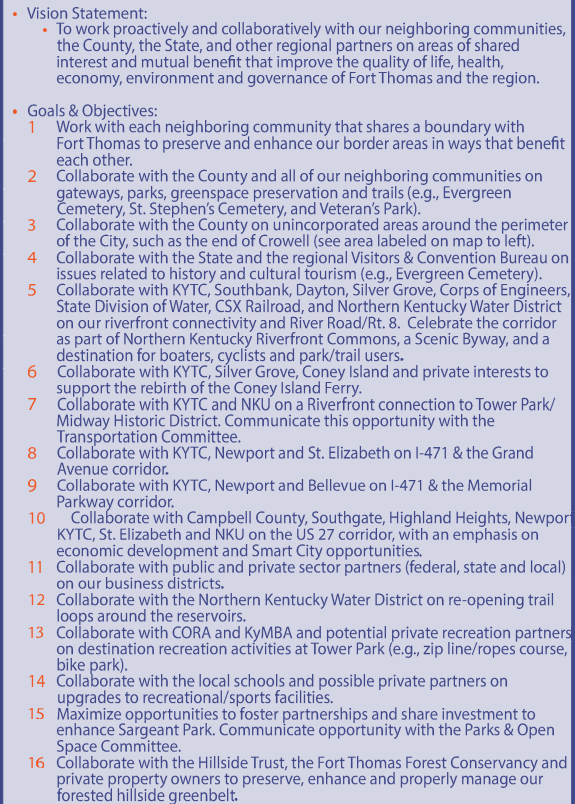 • Vision Statement:
• To work proactively and collaboratively with our neighboring communities,
the County, the State, and other regional partners on areas of shared
interest and mutual benefit that improve the quality of life, health,
economy, environment and governance of Fort Thomas and the region.
• Goals & Objectives:
1 Work with each neighboring community that shares a boundary with
Fort Thomas to preserve and enhance our border areas in ways that benefit
each other.
2 Collaborate with the County and all of our neighboring communities on
gateways, parks, greenspace preservation and trails (e.g., Evergreen
Cemetery, St. Stephen's Cemetery, and Veteran's Park).
3 Collaborate with the County on unincorporated areas around the perimeter
of the City, such as the end of Crowell (see area labeled on map to left).
4 Collaborate with the State and the regional Visitors & Convention Bureau on
issues related to history and cultural tourism (e.g., Evergreen Cemetery).
5 Collaborate with KYTC, Southbank, Dayton, Silver Grove, Corps of Engineers,
State Division of Water, CSX Railroad, and Northern Kentucky Water District
on our riverfront connectivity and River Road/Rt. 8. Celebrate the corridor
as part of Northern Kentucky Riverfront Commons, a Scenic Byway, and a
destination for boaters, cyclists and park/trail users.
6 Collaborate with KYTC, Silver Grove, Coney Island and private interests to
support the rebirth of the Coney Island Ferry.
7 Collaborate with KYTC and NKU on a Riverfront connection to Tower Park/
Midway Historic District. Communicate this opportunity with the
Transportation Committee.
8 Collaborate with KYTC, Newport and St. Elizabeth on I-471 & the Grand
Avenue corridor.
9 Collaborate with KYTC, Newport and Bellevue on I-471 & the Memorial
Parkway corridor.
10 Collaborate with Campbell County, Southgate, Highland Heights, Newport
KYTC, St. Elizabeth and NKU on the US 27 corridor, with an emphasis on
economic development and Smart City opportunities.
11 Collaborate with public and private sector partners (federal, state and local)
on our business districts.
12 Collaborate with the Northern Kentucky Water District on re-opening trail
loops around the reservoirs.
13 Collaborate with CORA and KyMBA and potential private recreation partners
on destination recreation activities at Tower Park (e.g., zip line/ropes course,
bike park).
14 Collaborate with the local schools and possible private partners on
upgrades to recreational/sports facilities.
15 Maximize opportunities to foster partnerships and share investment to
enhance Sargeant Park. Communicate opportunity with the Parks & Open
Space Committee.
16 Collaborate with the Hillside Trust, the Fort Thomas Forest Conservancy and
private property owners to preserve, enhance and properly manage our
forested hillside greenbelt.